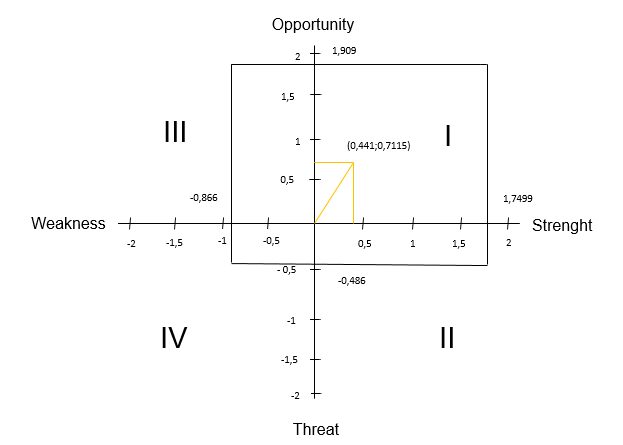 Opportunity
2
1,909
1,5
III
I
1
(0,441;0,7115)
0,5
-0,866
1,7499
Weakness
Strenght
-2
-1,5
-1
-0,5
0,5
1
1,5
2
- 0,5
-0,486
-1
IV
II
-1,5
-2
Threat